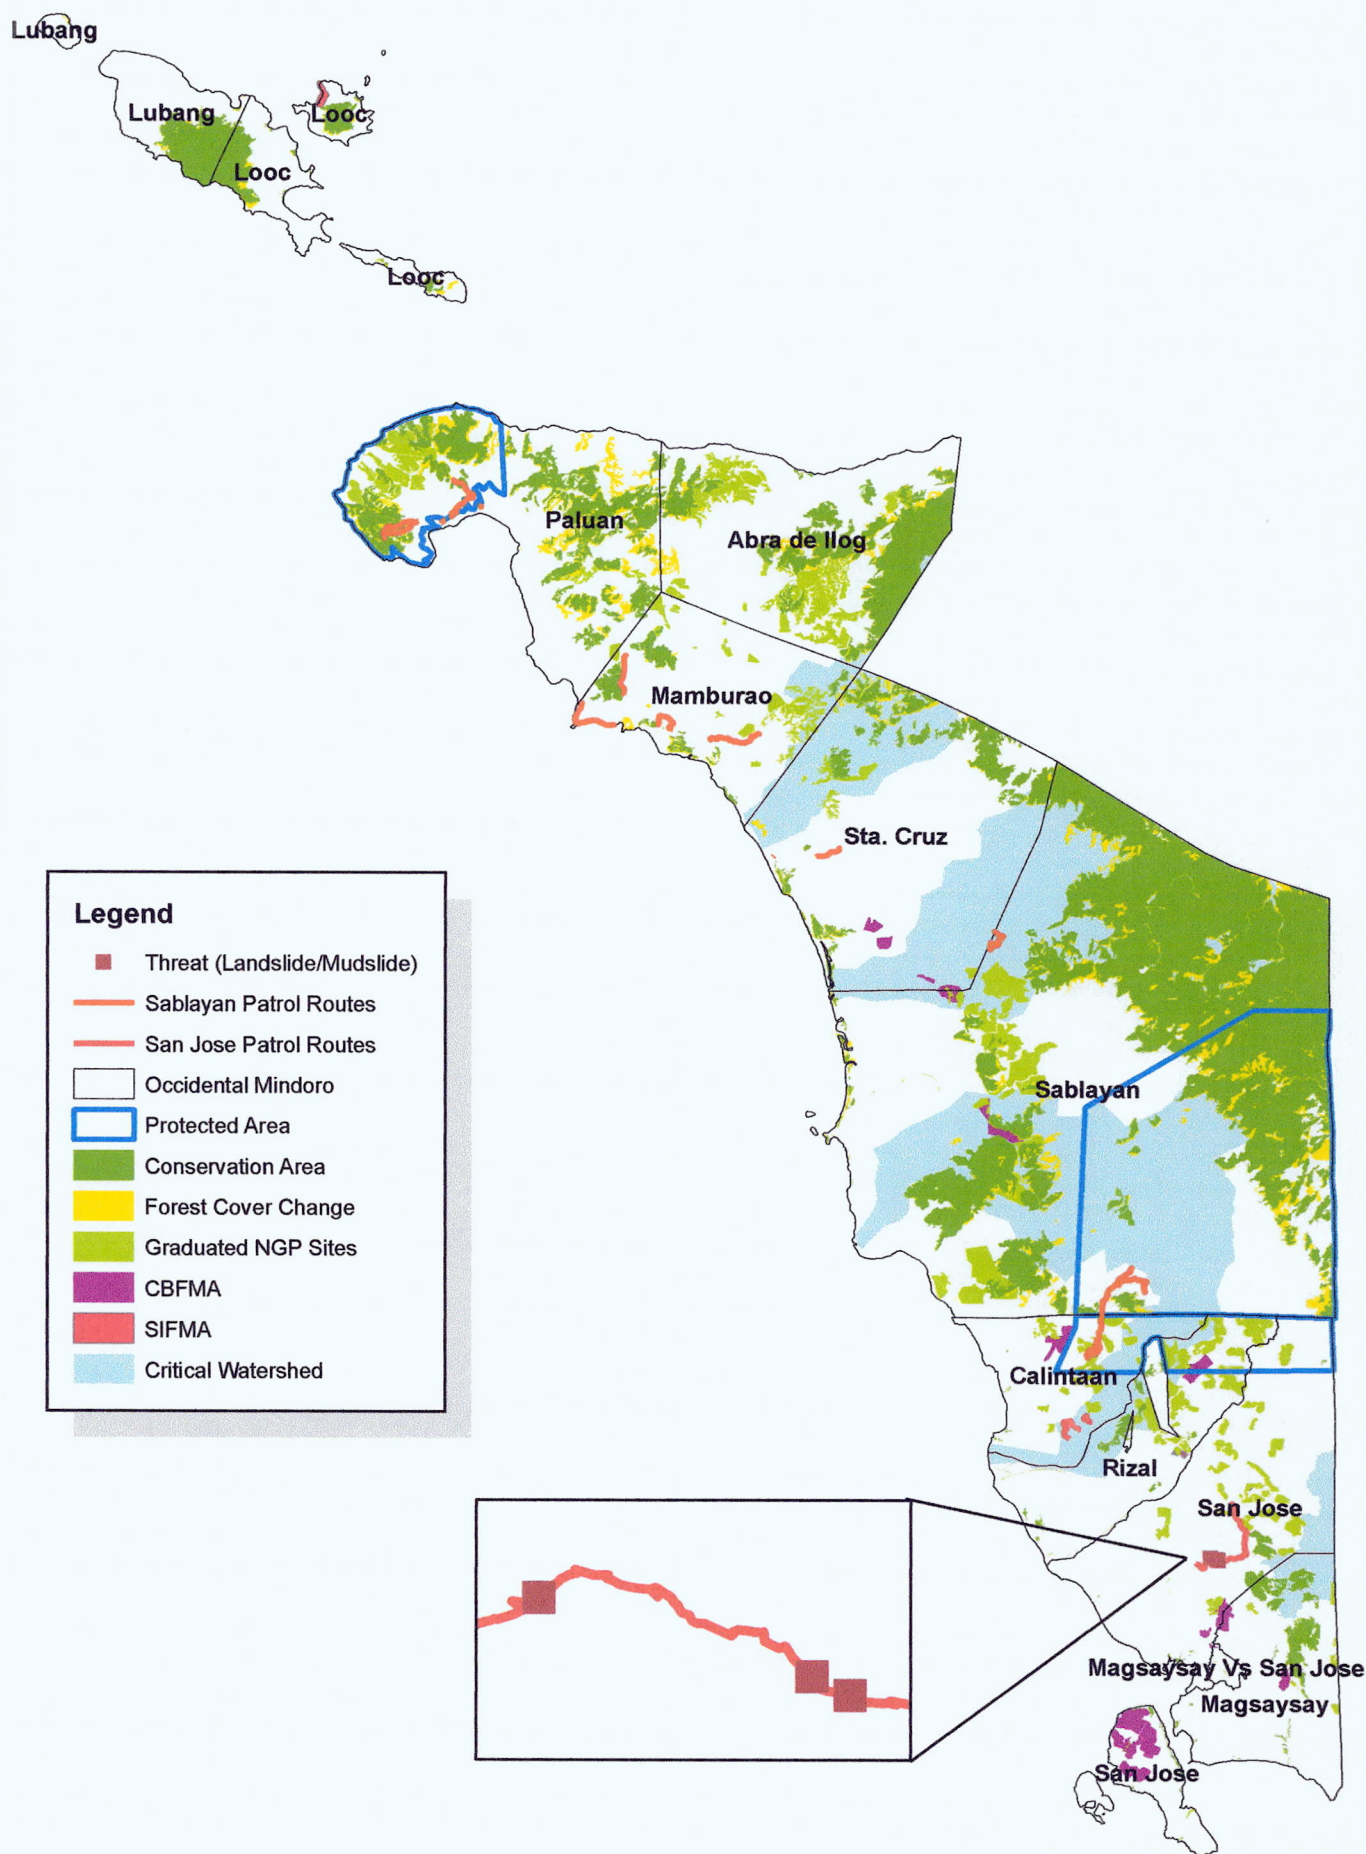 Lubang
Lubang
Looc
Looc
Looc
Paluan
Abra de Ilog
Mamburao
Sta. Cruz
Legend
Threat (Landslide/Mudslide)
Sablayan Patrol Routes
San Jose Patrol Routes
Occidental Mindoro
Protected Area
Conservation Area
Forest Cover Change
Graduated NGP Sites
CBFMA
SIFMA
Critical Watershed
Sablayan
Calintaan
Rizal
San Jose
Magsaysay Vs San Jose
Magsaysay
San Jose